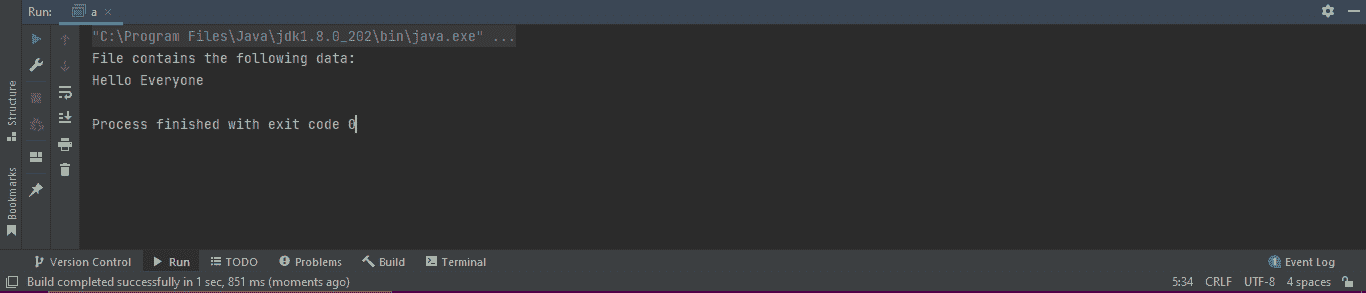 Run:
a
"C:\Program Files\Java\jdk1.8.0_202\bin\java.exe" ...
File contains the following data:
Hello Everyone
Process finished with exit code 0
Structure
Bookmarks
Version Control Run TODO Problems Build Terminal Event Log
Build completed successfully in 1 sec, 851 ms (moments ago) 5:34 CRLF UTF-8 4 spaces